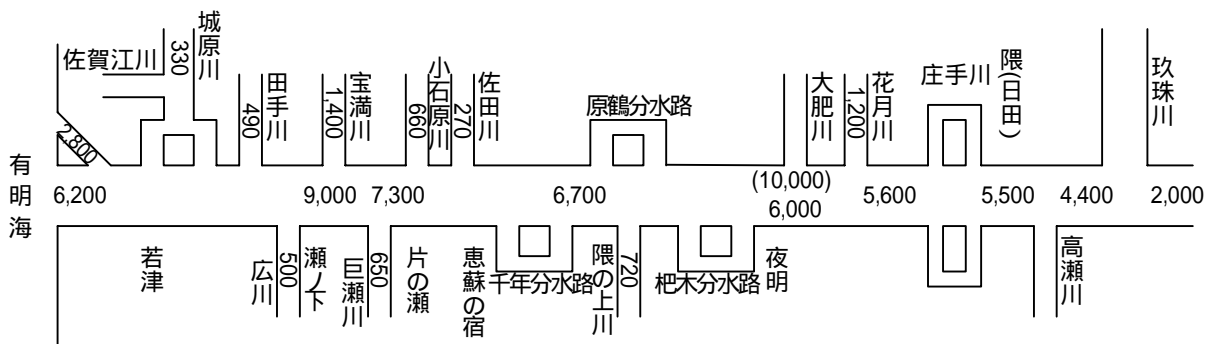 佐賀江川
330
城原川
2,800
490
田手川
1,400
宝満川
660
小石原川
270
佐田川
原鶴分水路
大肥川
1,200
花月川
庄手川
隈(日田)
玖珠川
有明海
6,200
9,000
7,300
6,700
(10,000)
6,000
5,600
5,500
4,400
2,000
若津
広川
500
瀬ノ下
巨瀬川
650
片の瀬
恵蘇の宿
千年分水路
隈の上川
720
杷木分水路
夜明
高瀬川